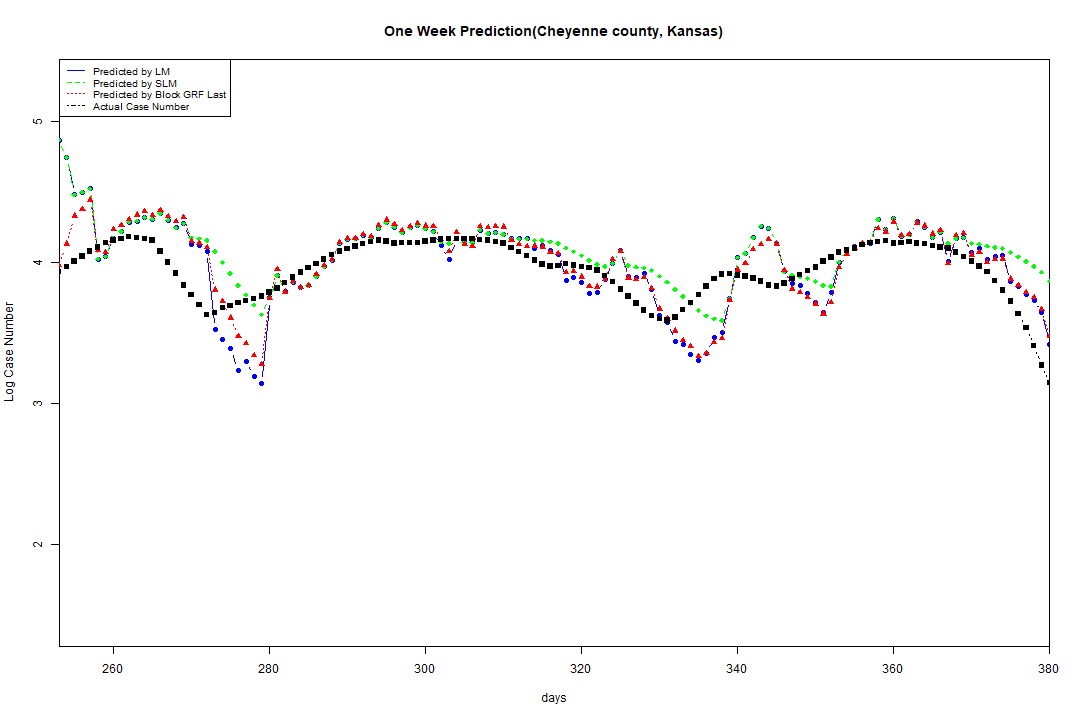 One Week Prediction(Cheyenne county, Kansas)
Predicted by LM
Predicted by SLM
Predicted by Block GRF Last
Actual Case Number
5
4
3
2
Log Case Number
260 280 300 320 340 360 380
days